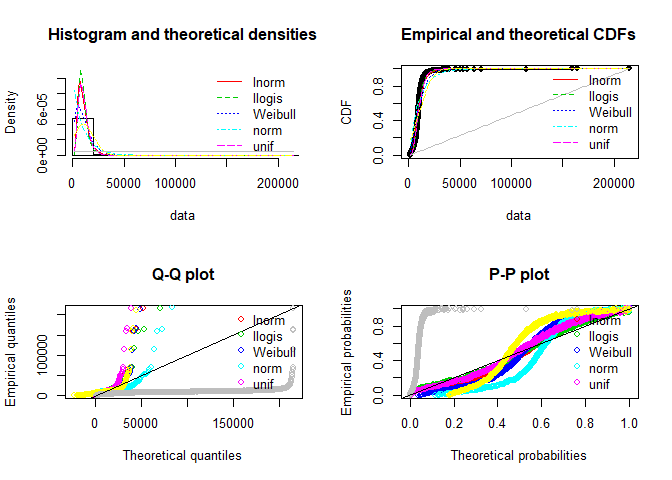 Histogram and theoretical densities
Density
0e+00 6e-05
lnorm
llogis
Weibull
norm
unif
0 50000 100000 200000
data
Empirical and theoretical CDFs
CDF
0.0 0.4 0.8
lnorm
llogis
Weibull
norm
unif
0 50000 100000 200000
data
Q-Q plot
Empirical quantiles
0 100000
lnorm
llogis
Weibull
norm
unif
0 50000 150000
Theoretical quantiles
P-P plot
Empirical probabilities
0.0 0.4 0.8
lnorm
llogis
Weibull
norm
unif
0.0 0.2 0.4 0.6 0.8 1.0
Theoretical probabilities